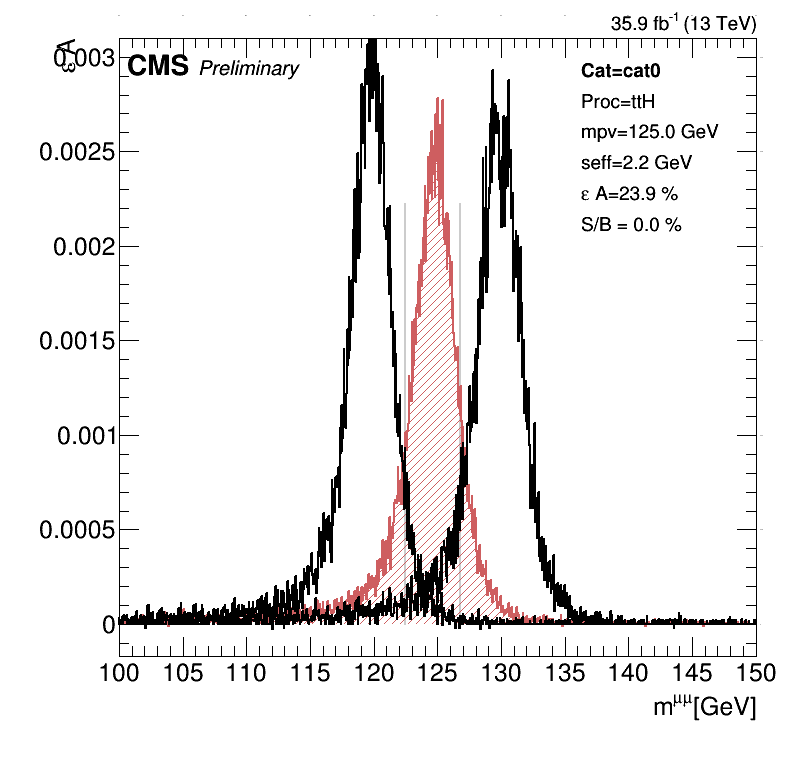 35.9 fb⁻¹ (13 TeV)
ε A
CMS Preliminary
Cat=cat0
Proc=ttH
mpv=125.0 GeV
seff=2.2 GeV
ε A=23.9 %
S/B = 0.0 %
0.003
0.0025
0.002
0.0015
0.001
0.0005
0
100 105 110 115 120 125 130 135 140 145 150
m^μμ[GeV]